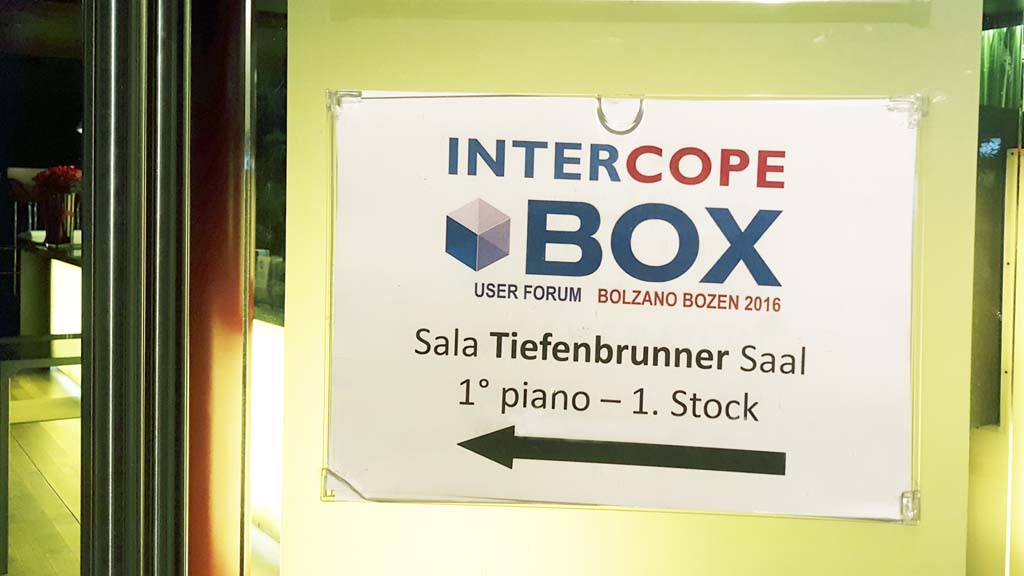 INTERCOPE
BOX
USER FORUM BOLZANO BOZEN 2016
Sala Tiefenbrunner Saal
1° piano – 1. Stock